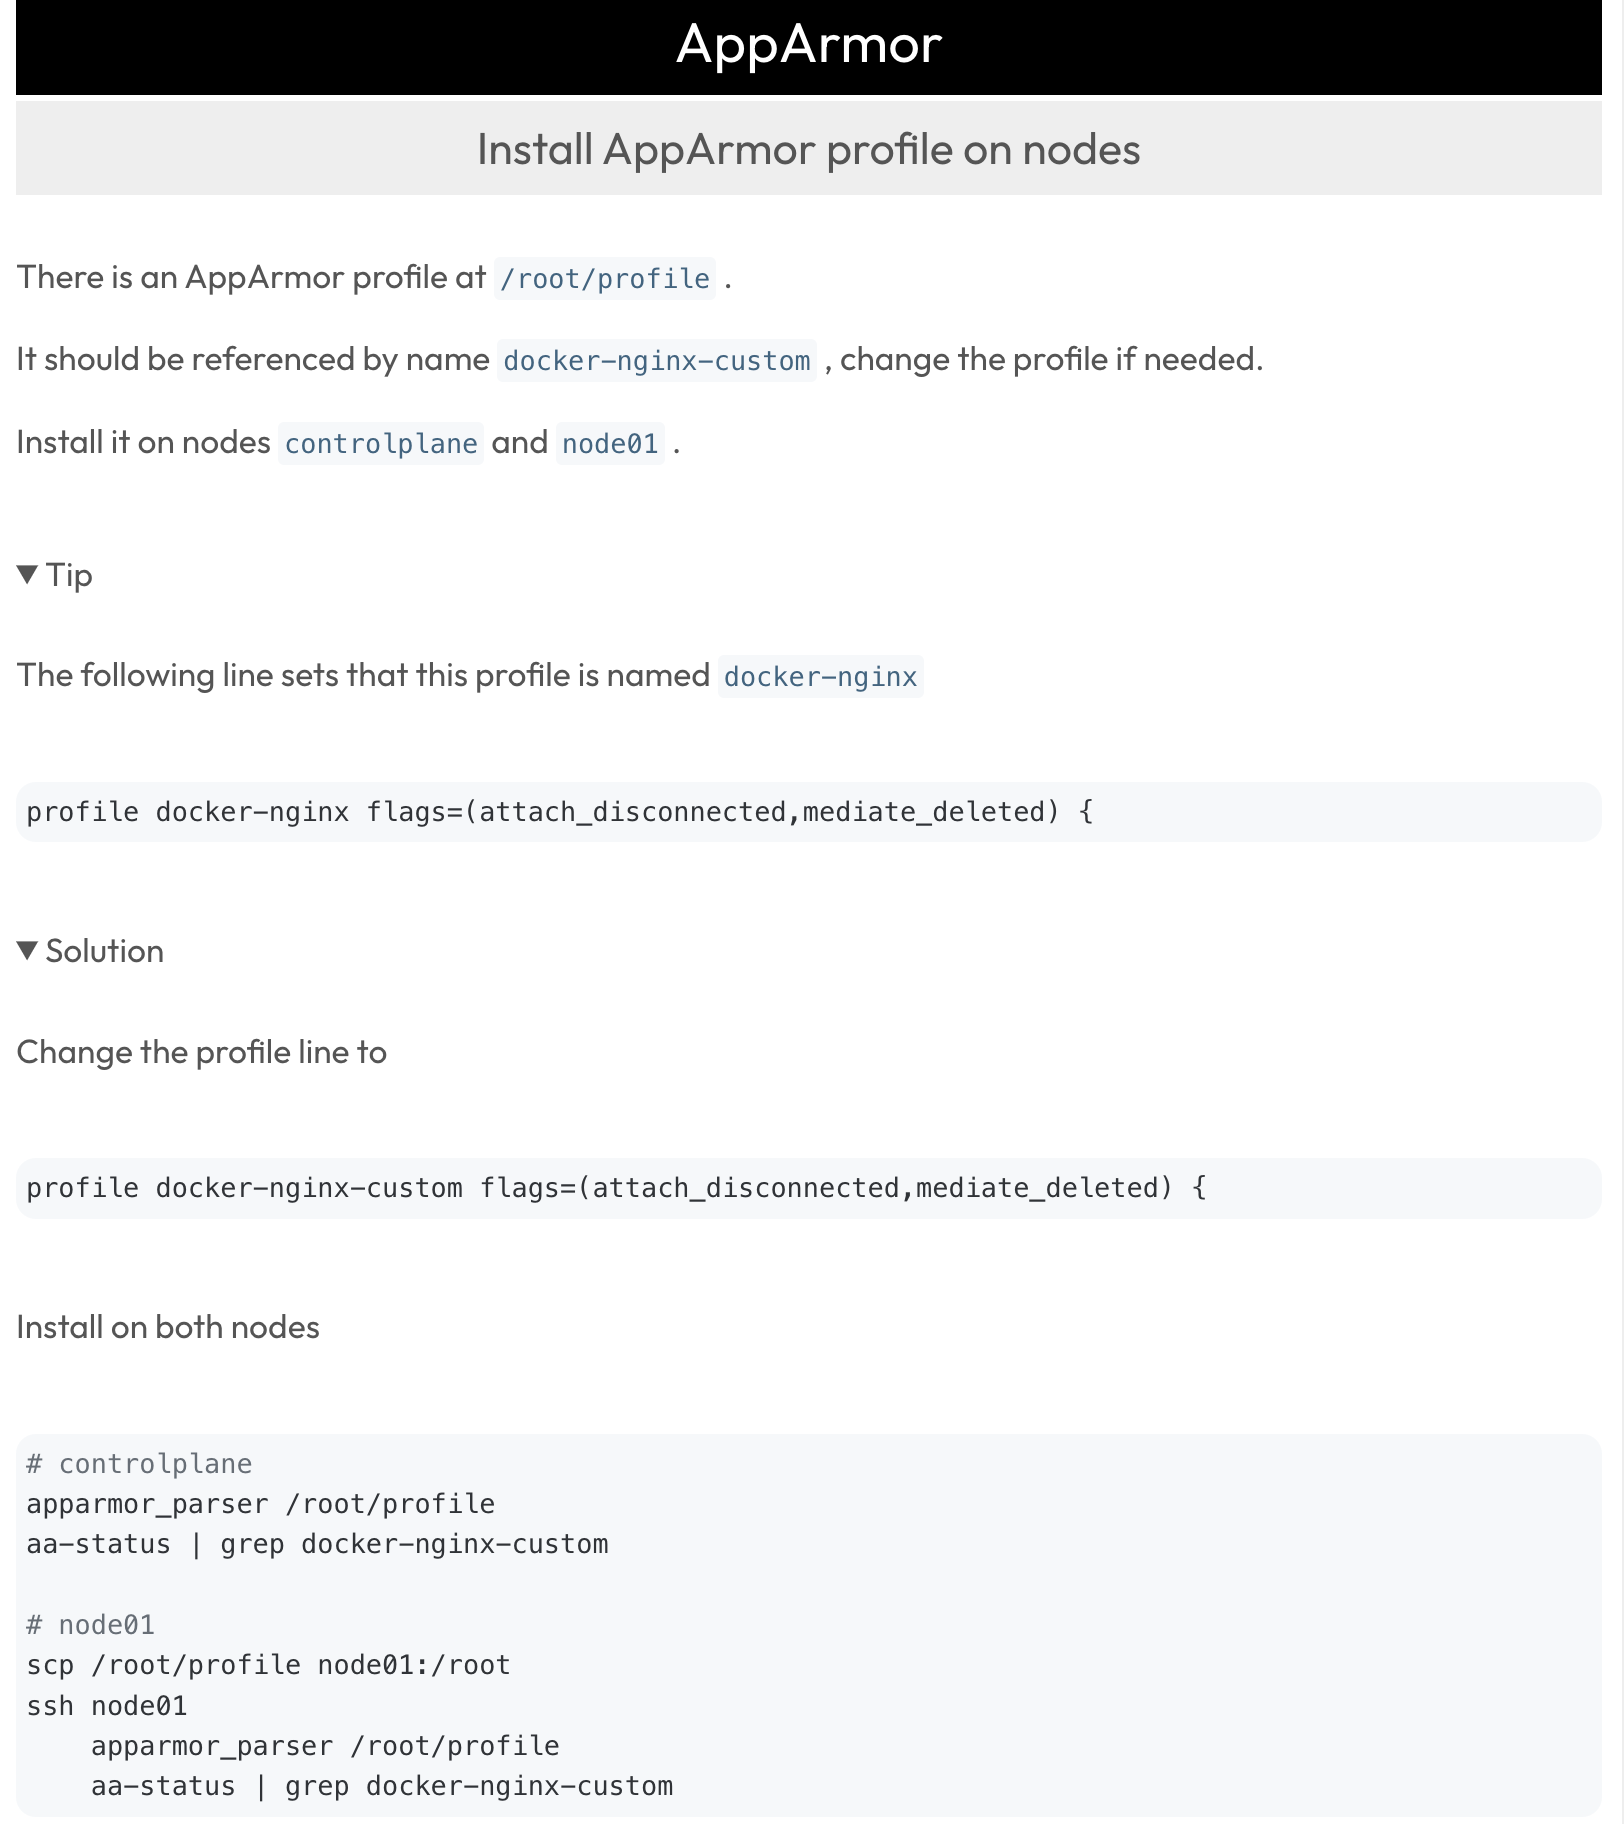 AppArmor
Install AppArmor profile on nodes
There is an AppArmor profile at /root/profile .
It should be referenced by name docker-nginx-custom , change the profile if needed.
Install it on nodes controlplane and node01 .
▼ Tip
The following line sets that this profile is named docker-nginx
profile docker-nginx flags=(attach_disconnected,mediate_deleted) {
▼ Solution
Change the profile line to
profile docker-nginx-custom flags=(attach_disconnected,mediate_deleted) {
Install on both nodes
# controlplane
apparmor_parser /root/profile
aa-status | grep docker-nginx-custom
# node01
scp /root/profile node01:/root
ssh node01
    apparmor_parser /root/profile
    aa-status | grep docker-nginx-custom